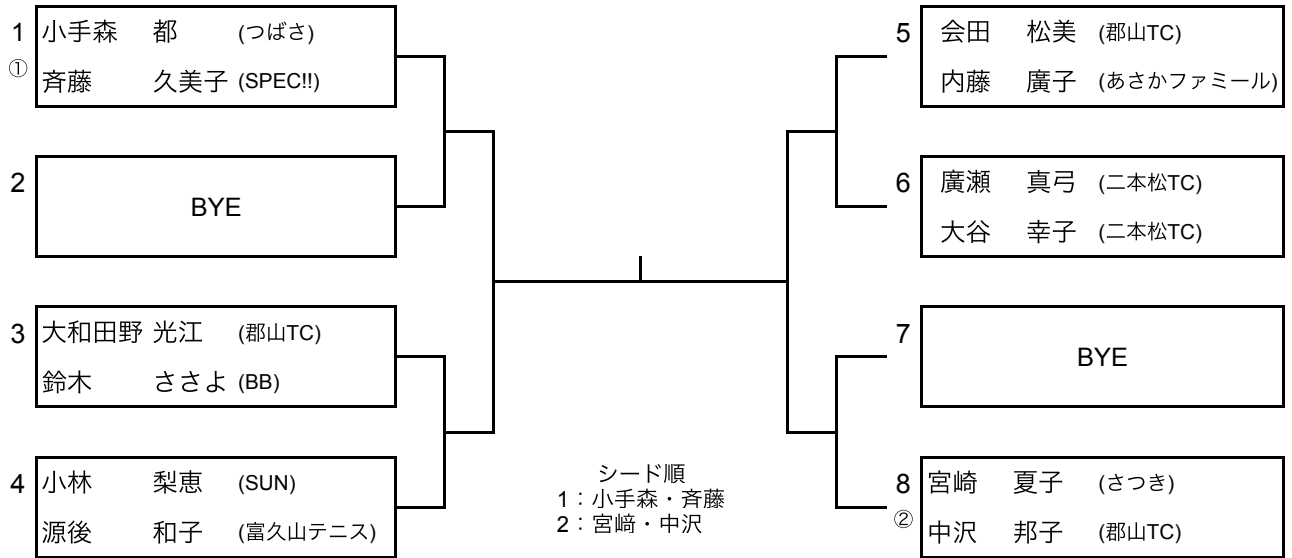 1 小手森 都 (つばさ)
① 斉藤 久美子 (SPEC!!)
2 BYE
3 大和田野 光江 (郡山TC)
鈴木 ささよ (BB)
4 小林 梨恵 (SUN)
源後 和子 (富久山テニス)
5 会田 松美 (郡山TC)
内藤 廣子 (あさかファミール)
6 廣瀬 真弓 (二本松TC)
大谷 幸子 (二本松TC)
7 BYE
8 宮崎 夏子 (さつき)
② 中沢 邦子 (郡山TC)
シード順
1：小手森・斉藤
2：宮﨑・中沢